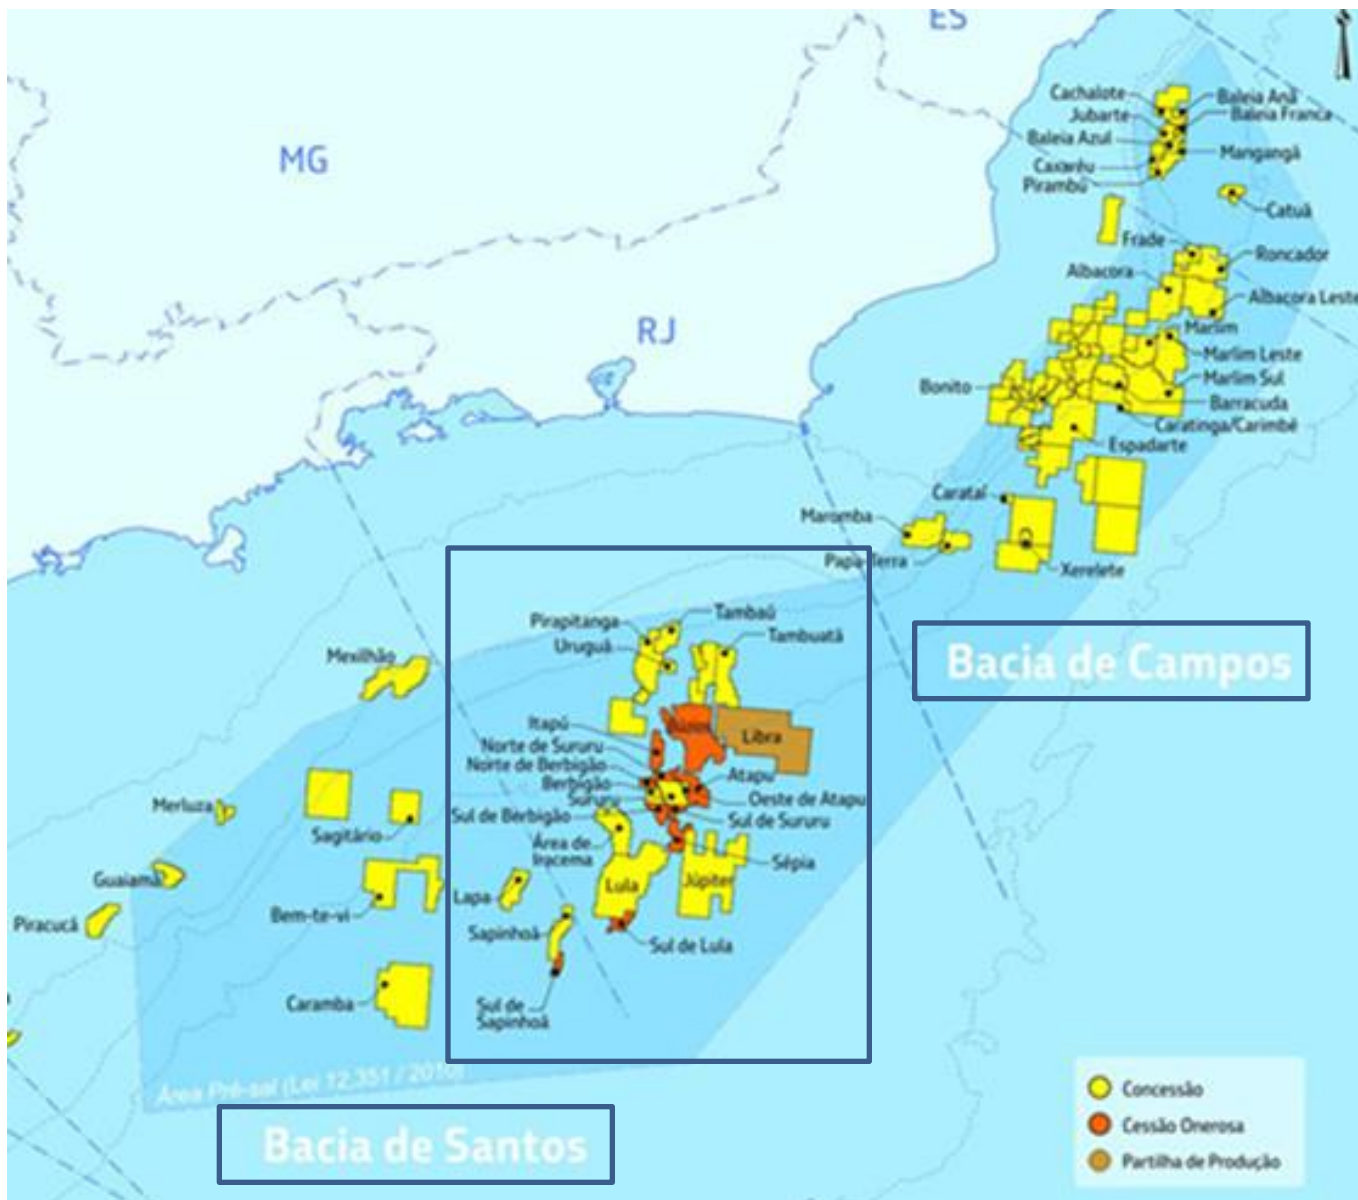 ES
MG
RJ
Cachalote
Baleia Anã
Jubarte
Baleia Franca
Baleia Azul
Mangangá
Caxaréu
Pirambú
Catuá
Frade
Roncador
Albacora
Albacora Leste
Marlim
Marlim Leste
Marlim Sul
Bonito
Barracuda
Caratinga/Carimbé
Espadarte
Carataí
Maromba
Papa-Terra
Xerelete
Bacia de Campos
Pirapitanga
Tambaú
Uruguá
Tambuatá
Mexilhão
Itapú
Libra
Norte de Sururu
Norte de Berbigão
Atapu
Berbigão
Sururu
Oeste de Atapu
Sul de Berbigão
Sul de Sururu
Merluza
Sagitário
Área de
Iracema
Sépia
Guaiamá
Lula
Júpiter
Lapa
Bem-te-vi
Piracucá
Sapinhoá
Sul de Lula
Caramba
Sul de
Sapinhoá
Área Pré-sal (Lei 12.351 / 2010)
Bacia de Santos
Concessão
Cessão Onerosa
Partilha de Produção